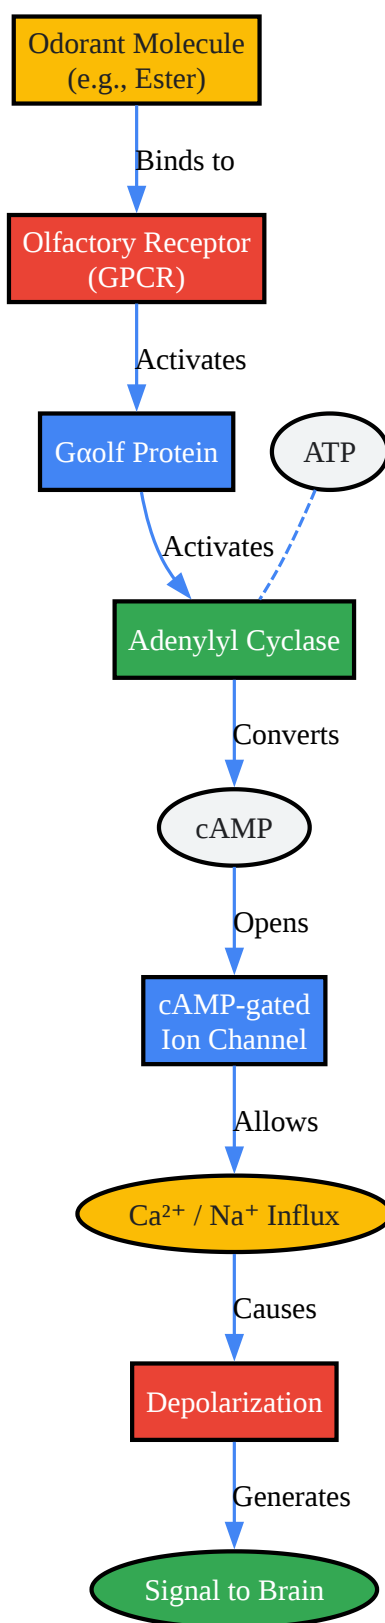 Odorant Molecule
(e.g., Ester)
Binds to
Olfactory Receptor
(GPCR)
Activates
Gαolf Protein
ATP
Activates
Adenylyl Cyclase
Converts
cAMP
Opens
cAMP-gated
Ion Channel
Allows
Ca²⁺ / Na⁺ Influx
Causes
Depolarization
Generates
Signal to Brain